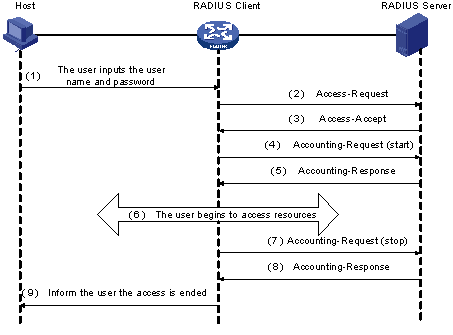 Host
RADIUS Client
RADIUS Server
(1) The user inputs the user
name and password
(2) Access-Request
(3) Access-Accept
(4) Accounting-Request (start)
(5) Accounting-Response
(6) The user begins to access resources
(7) Accounting-Request (stop)
(8) Accounting-Response
(9) Inform the user the access is ended